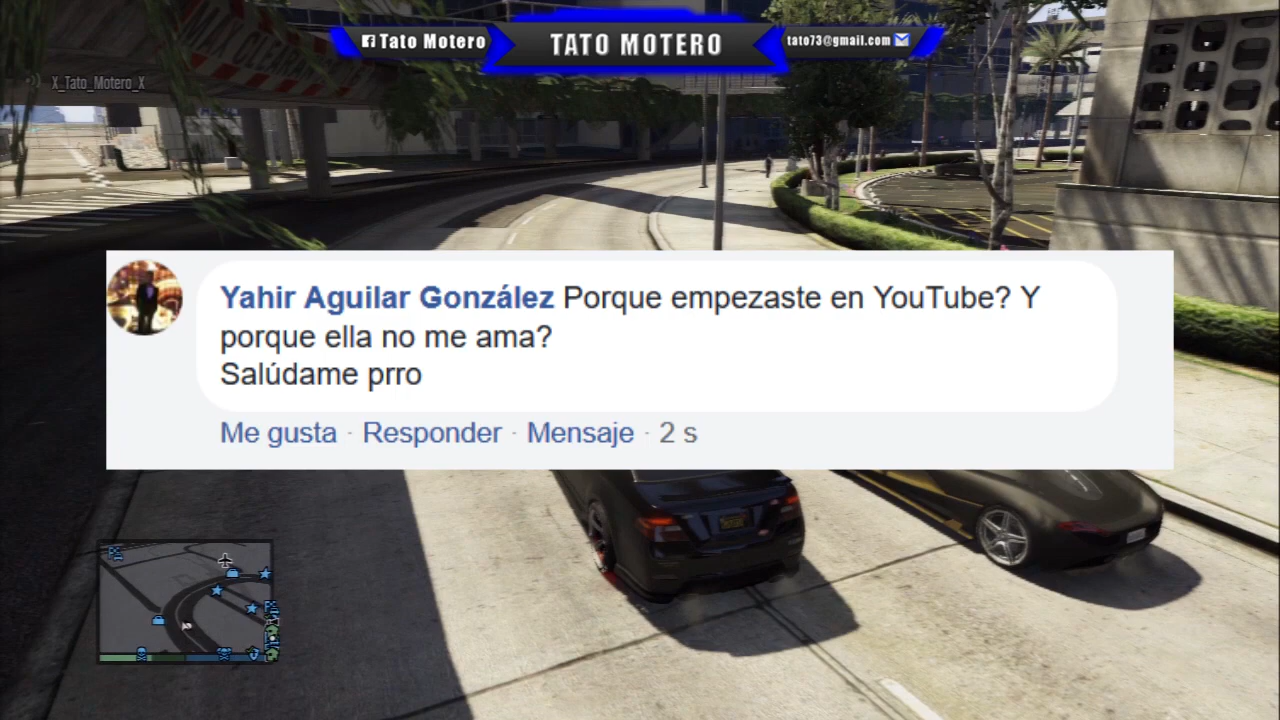 Tato Motero
TATO MOTERO
tato73@gmail.com
X_Tato_Motero_X
Yahir Aguilar González Porque empezaste en YouTube? Y
porque ella no me ama?
Salúdame prro
Me gusta · Responder · Mensaje · 2 s